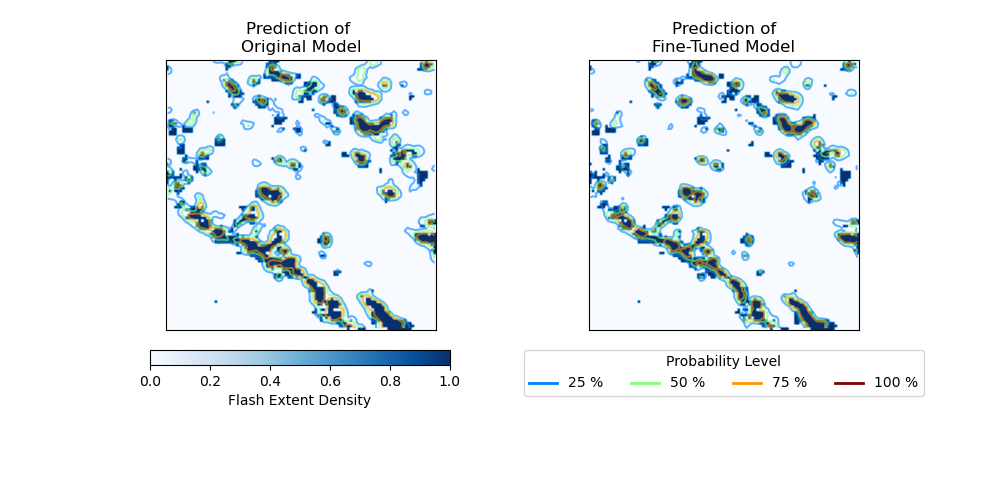 Prediction of
Original Model
Prediction of
Fine-Tuned Model
0.0 0.2 0.4 0.6 0.8 1.0
Flash Extent Density
Probability Level
25 % 50 % 75 % 100 %